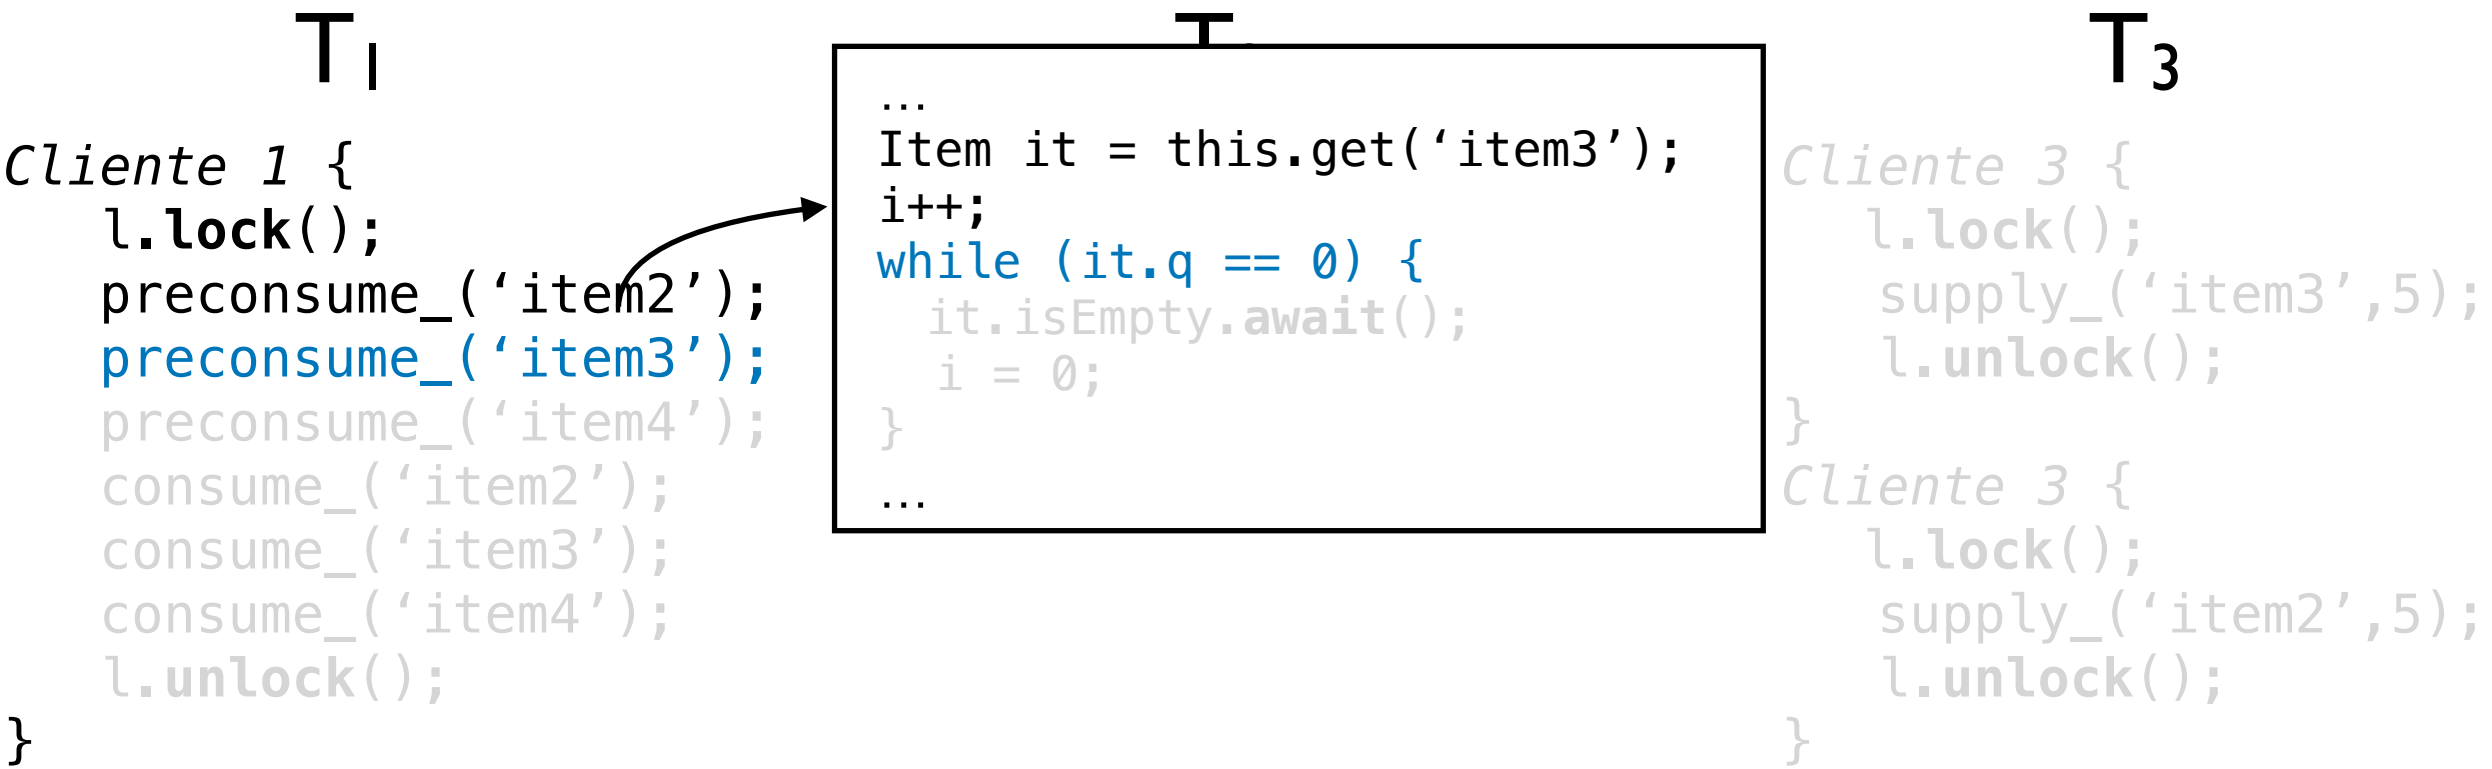 T1
Cliente 1 {
l.lock();
preconsume_(‘item2’);
preconsume_(‘item3’);
preconsume_(‘item4’);
consume_(‘item2’);
consume_(‘item3’);
consume_(‘item4’);
l.unlock();
}
…
Item it = this.get(‘item3’);
i++;
while (it.q == 0) {
it.isEmpty.await();
i = 0;
}
…
T3
Cliente 3 {
l.lock();
supply_(‘item3’,5);
l.unlock();
}
Cliente 3 {
l.lock();
supply_(‘item2’,5);
l.unlock();
}